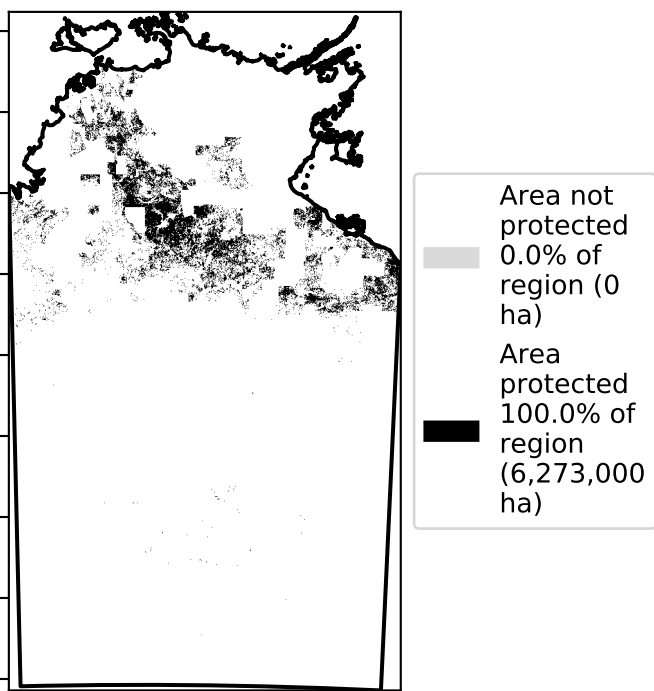 Area not
protected
0.0% of
region (0
ha)
Area
protected
100.0% of
region
(6,273,000
ha)